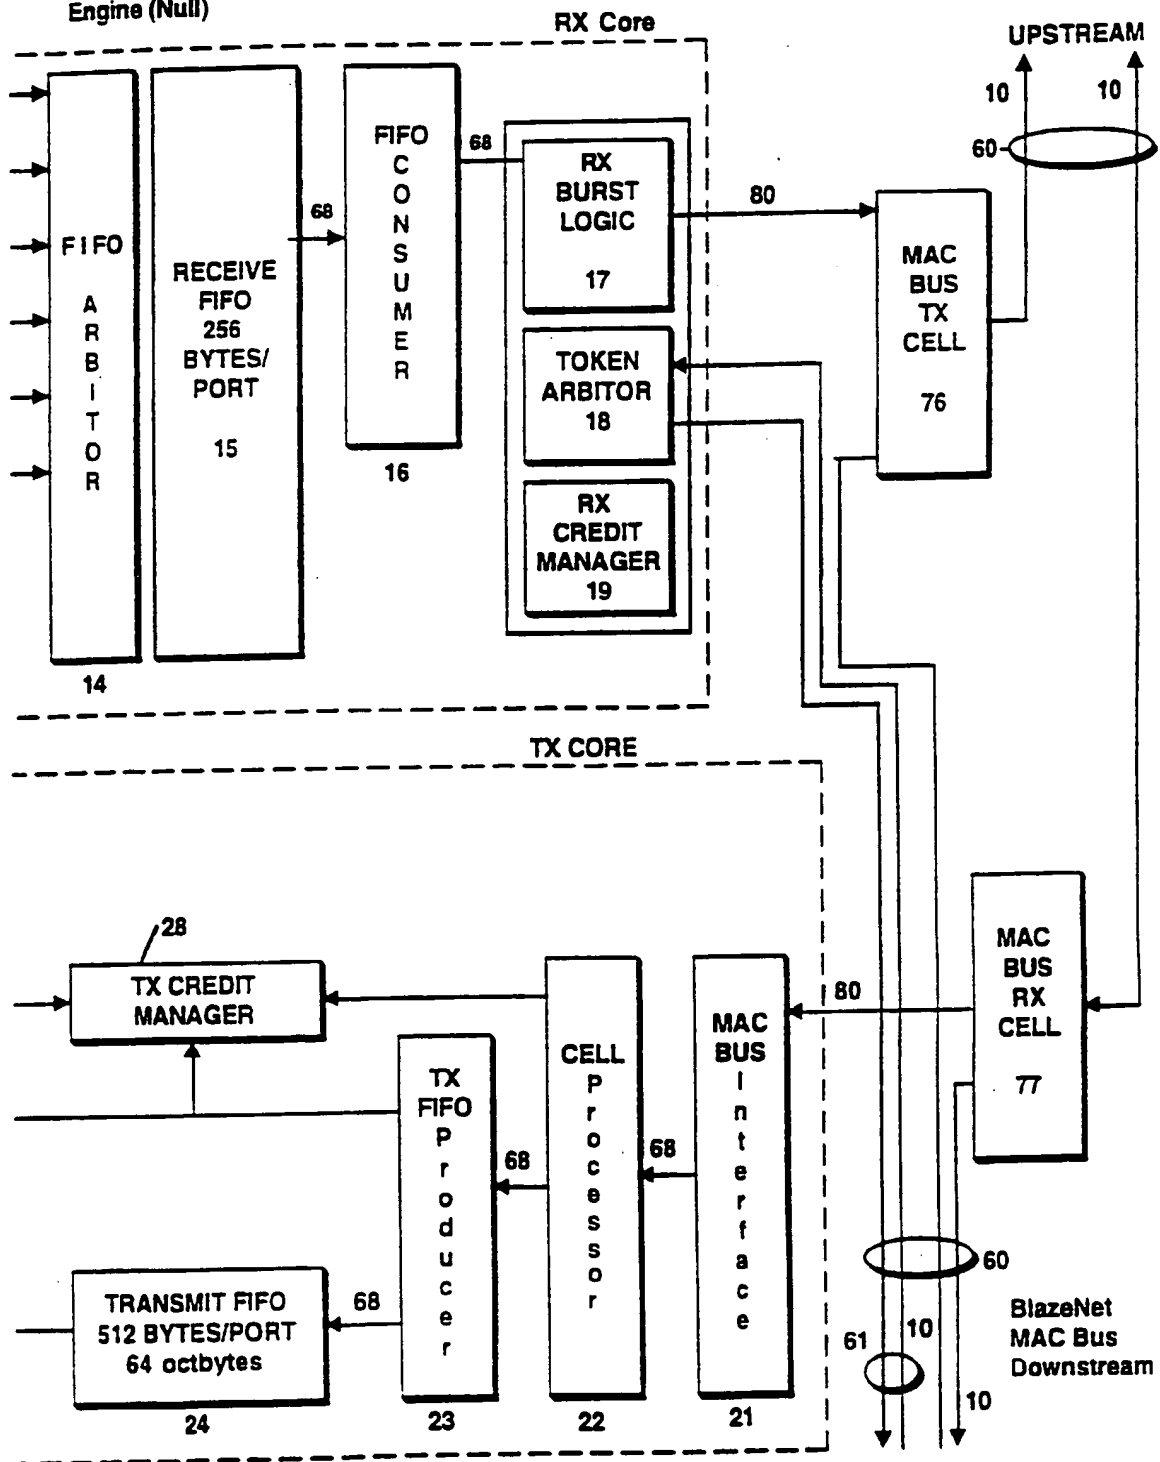 Engine (Null)
RX Core
UPSTREAM
10
10
60
FIFO
ARBITOR
14
RECEIVE
FIFO
256
BYTES/
PORT
15
68
FIFO
CONSUMER
16
68
RX
BURST
LOGIC
17
TOKEN
ARBITOR
18
RX
CREDIT
MANAGER
19
80
MAC
BUS
TX
CELL
76
TX CORE
28
TX CREDIT
MANAGER
TRANSMIT FIFO
512 BYTES/PORT
64 octbytes
24
68
TX
FIFO
Producer
23
68
CELL
Processor
22
68
MAC
BUS
Interface
21
80
MAC
BUS
RX
CELL
77
60
61
10
10
BlazeNet
MAC Bus
Downstream